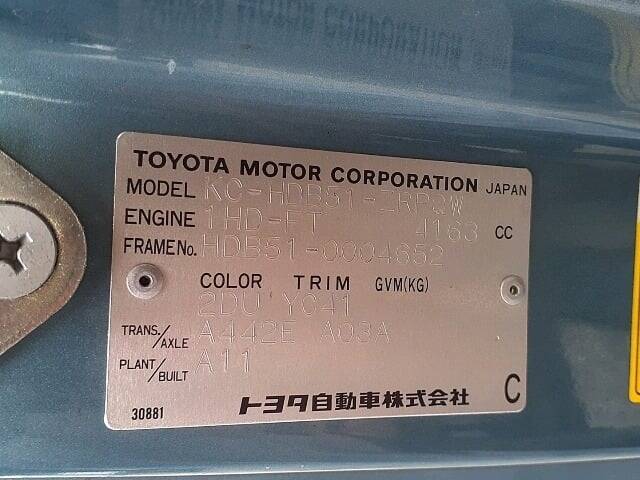 TOYOTA MOTOR CORPORATION JAPAN
MODEL KC-HDB51-ZRPQW
ENGINE 1HD-FT 4163 CC
FRAME No. HDB51-0004652
COLOR TRIM GVM(KG)
2DU YC41
TRANS./AXLE A442E A03A
PLANT/BUILT A11
30881 トヨタ自動車株式会社 C